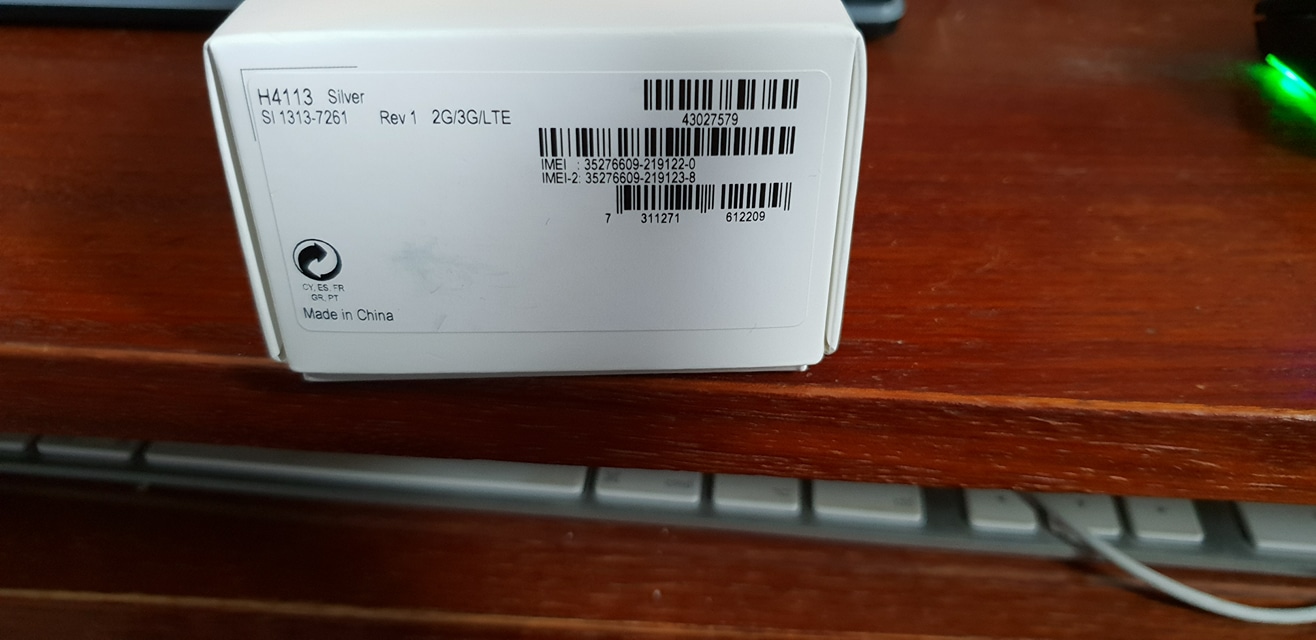 H4113 Silver
SI 1313-7261 Rev 1 2G/3G/LTE
43027579
IMEI : 35276609-219122-0
IMEI-2: 35276609-219123-8
7 311271 612209
CY, ES, FR
GR, PT
Made in China